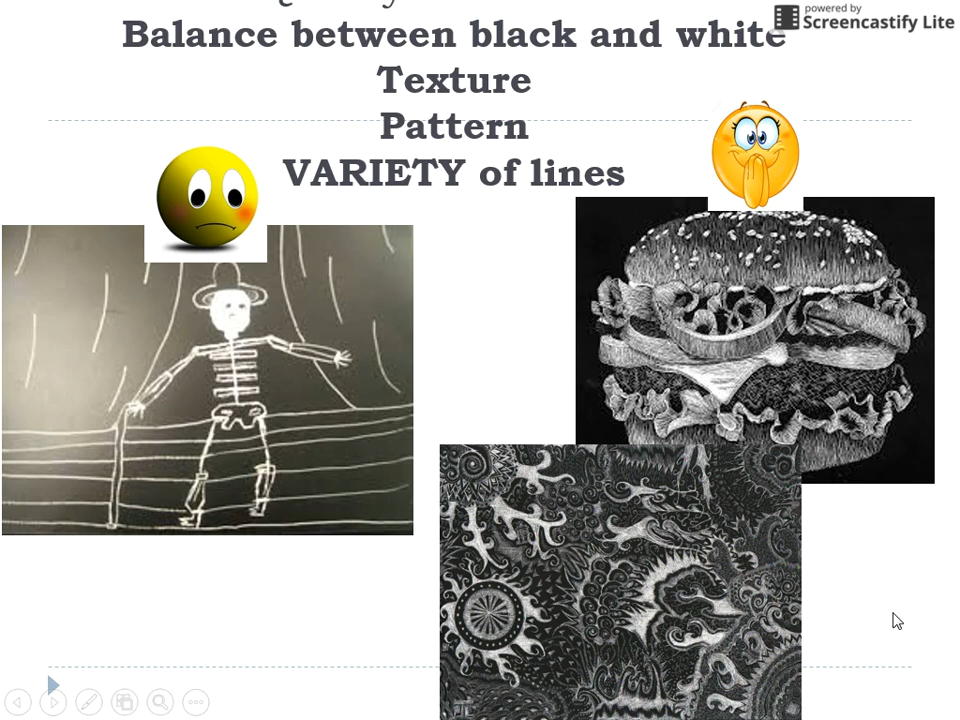 powered by
Screencastify Lite
Balance between black and white
Texture
Pattern
VARIETY of lines